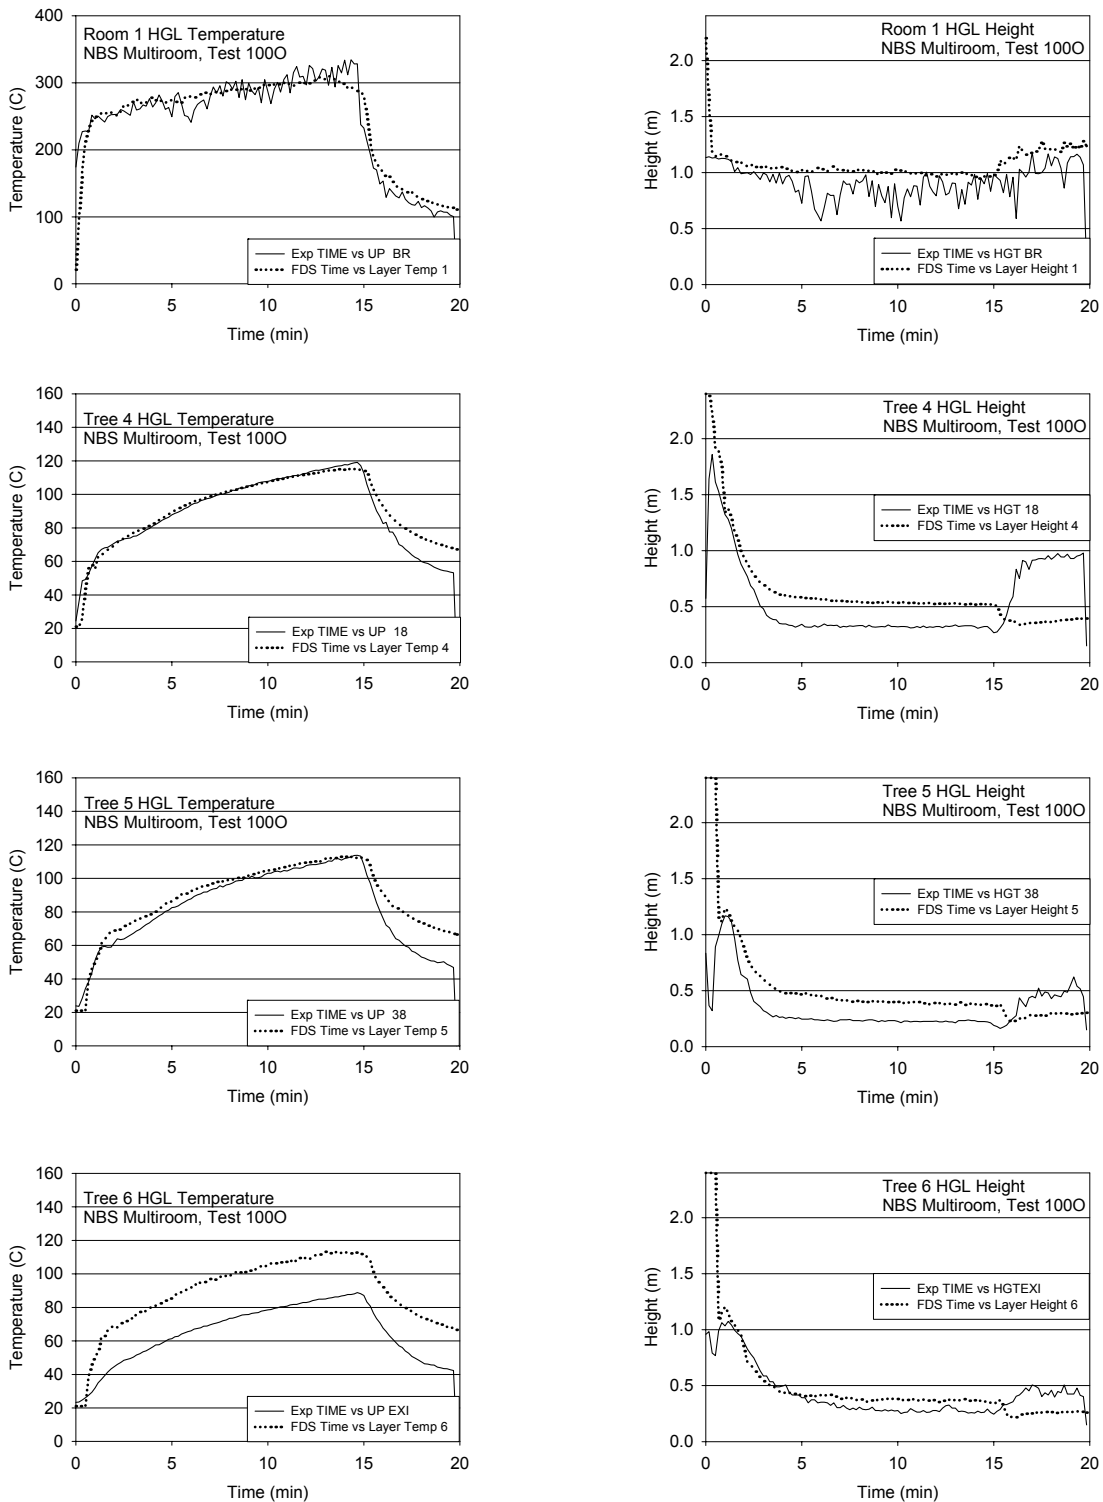 Room 1 HGL Temperature
NBS Multiroom, Test 100O
Temperature (C)
400
300
200
100
0
Exp TIME vs UP BR
FDS Time vs Layer Temp 1
0 5 10 15 20
Time (min)
Room 1 HGL Height
NBS Multiroom, Test 100O
Height (m)
2.0
1.5
1.0
0.5
0.0
Exp TIME vs HGT BR
FDS Time vs Layer Height 1
0 5 10 15 20
Time (min)
Tree 4 HGL Temperature
NBS Multiroom, Test 100O
Temperature (C)
160
140
120
100
80
60
40
20
0
Exp TIME vs UP 18
FDS Time vs Layer Temp 4
0 5 10 15 20
Time (min)
Tree 4 HGL Height
NBS Multiroom, Test 100O
Height (m)
2.0
1.5
1.0
0.5
0.0
Exp TIME vs HGT 18
FDS Time vs Layer Height 4
0 5 10 15 20
Time (min)
Tree 5 HGL Temperature
NBS Multiroom, Test 100O
Temperature (C)
160
140
120
100
80
60
40
20
0
Exp TIME vs UP 38
FDS Time vs Layer Temp 5
0 5 10 15 20
Time (min)
Tree 5 HGL Height
NBS Multiroom, Test 100O
Height (m)
2.0
1.5
1.0
0.5
0.0
Exp TIME vs HGT 38
FDS Time vs Layer Height 5
0 5 10 15 20
Time (min)
Tree 6 HGL Temperature
NBS Multiroom, Test 100O
Temperature (C)
160
140
120
100
80
60
40
20
0
Exp TIME vs UP EXI
FDS Time vs Layer Temp 6
0 5 10 15 20
Time (min)
Tree 6 HGL Height
NBS Multiroom, Test 100O
Height (m)
2.0
1.5
1.0
0.5
0.0
Exp TIME vs HGTEXI
FDS Time vs Layer Height 6
0 5 10 15 20
Time (min)